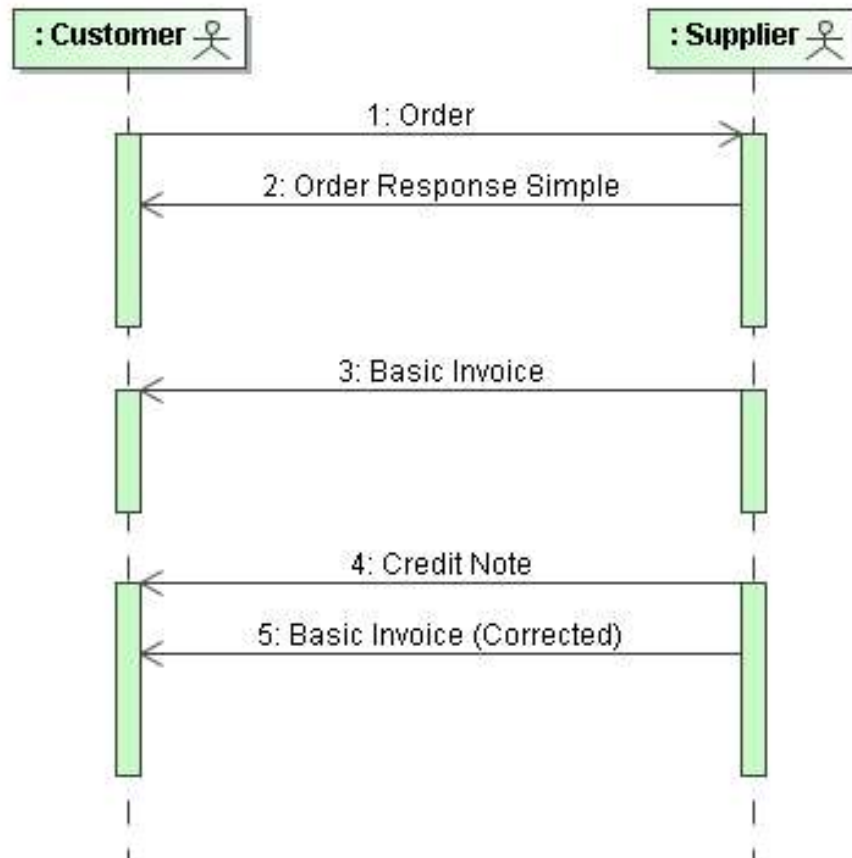 : Customer
: Supplier
1: Order
2: Order Response Simple
3: Basic Invoice
4: Credit Note
5: Basic Invoice (Corrected)